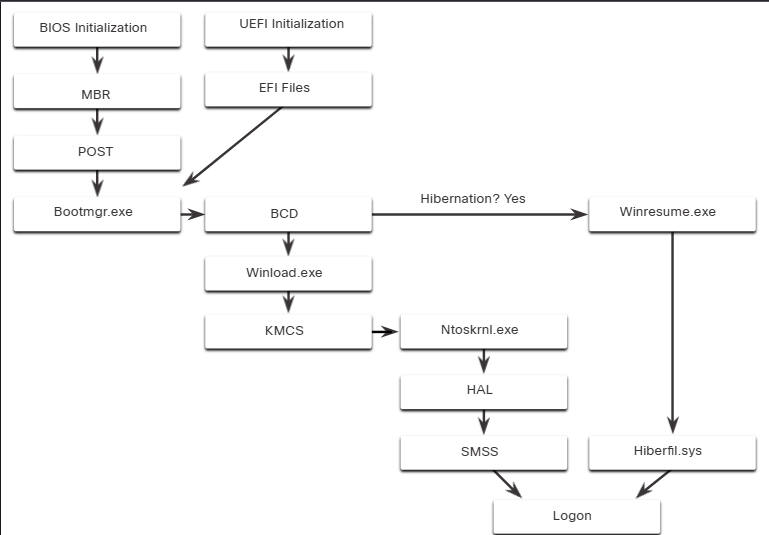 BIOS Initialization
UEFI Initialization
MBR
EFI Files
POST
Bootmgr.exe
BCD
Hibernation? Yes
Winresume.exe
Winload.exe
KMCS
Ntoskrnl.exe
HAL
SMSS
Hiberfil.sys
Logon